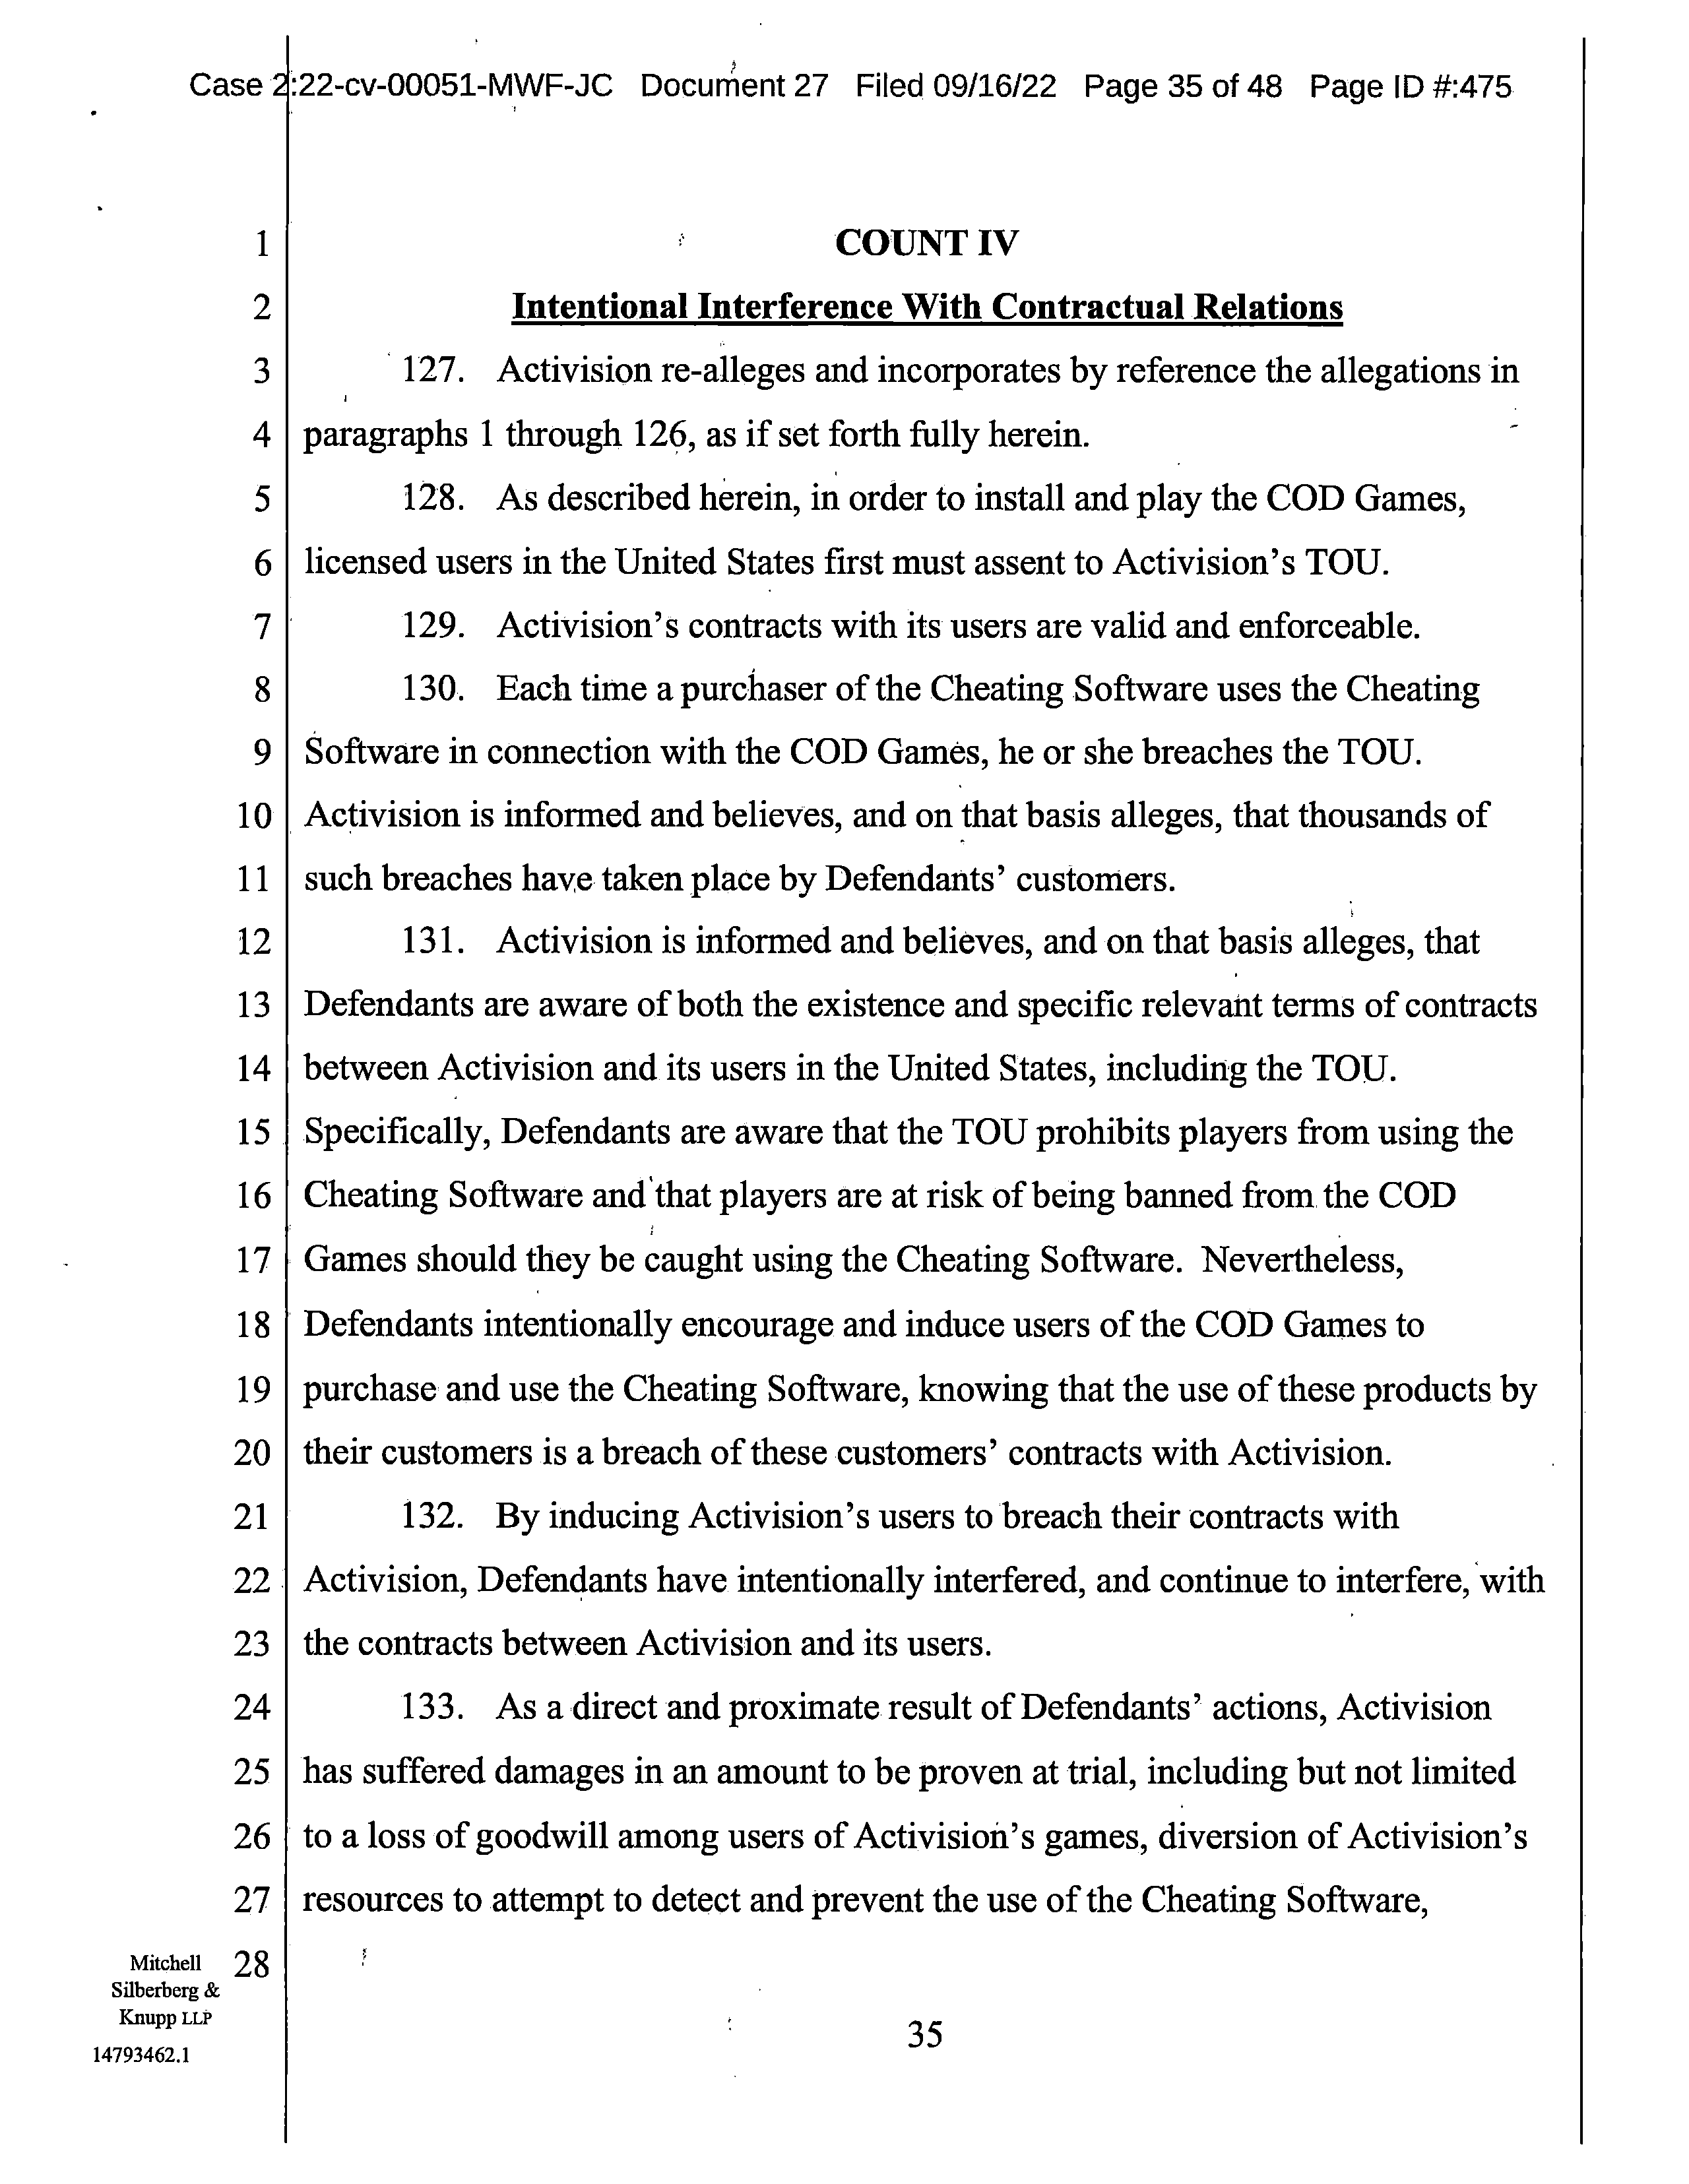 Case 2:22-cv-00051-MWF-JC Document 27 Filed 09/16/22 Page 35 of 48 Page ID #:475
1 COUNT IV
2 Intentional Interference With Contractual Relations
3 127. Activision re-alleges and incorporates by reference the allegations in
4 paragraphs 1 through 126, as if set forth fully herein.
5 128. As described herein, in order to install and play the COD Games,
6 licensed users in the United States first must assent to Activision's TOU.
7 129. Activision's contracts with its users are valid and enforceable.
8 130. Each time a purchaser of the Cheating Software uses the Cheating
9 Software in connection with the COD Games, he or she breaches the TOU.
10 Activision is informed and believes, and on that basis alleges, that thousands of
11 such breaches have taken place by Defendants' customers.
12 131. Activision is informed and believes, and on that basis alleges, that
13 Defendants are aware of both the existence and specific relevant terms of contracts
14 between Activision and its users in the United States, including the TOU.
15 Specifically, Defendants are aware that the TOU prohibits players from using the
16 Cheating Software and that players are at risk of being banned from the COD
17 Games should they be caught using the Cheating Software. Nevertheless,
18 Defendants intentionally encourage and induce users of the COD Games to
19 purchase and use the Cheating Software, knowing that the use of these products by
20 their customers is a breach of these customers' contracts with Activision.
21 132. By inducing Activision's users to breach their contracts with
22 Activision, Defendants have intentionally interfered, and continue to interfere, with
23 the contracts between Activision and its users.
24 133. As a direct and proximate result of Defendants' actions, Activision
25 has suffered damages in an amount to be proven at trial, including but not limited
26 to a loss of goodwill among users of Activision's games, diversion of Activision's
27 resources to attempt to detect and prevent the use of the Cheating Software,
28
Mitchell
Silberberg &
Knupp LLP
14793462.1
35